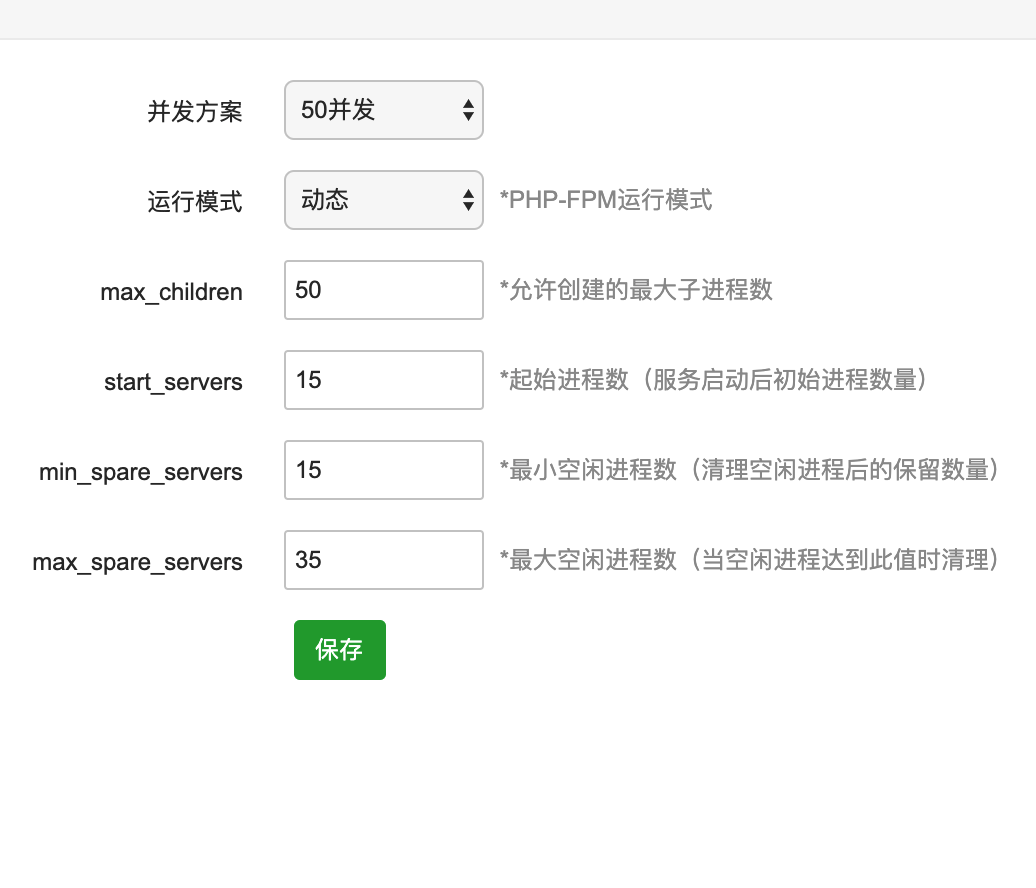 并发方案 50并发
运行模式 动态 *PHP-FPM运行模式
max_children 50 *允许创建的最大子进程数
start_servers 15 *起始进程数（服务启动后初始进程数量）
min_spare_servers 15 *最小空闲进程数（清理空闲进程后的保留数量）
max_spare_servers 35 *最大空闲进程数（当空闲进程达到此值时清理）
保存